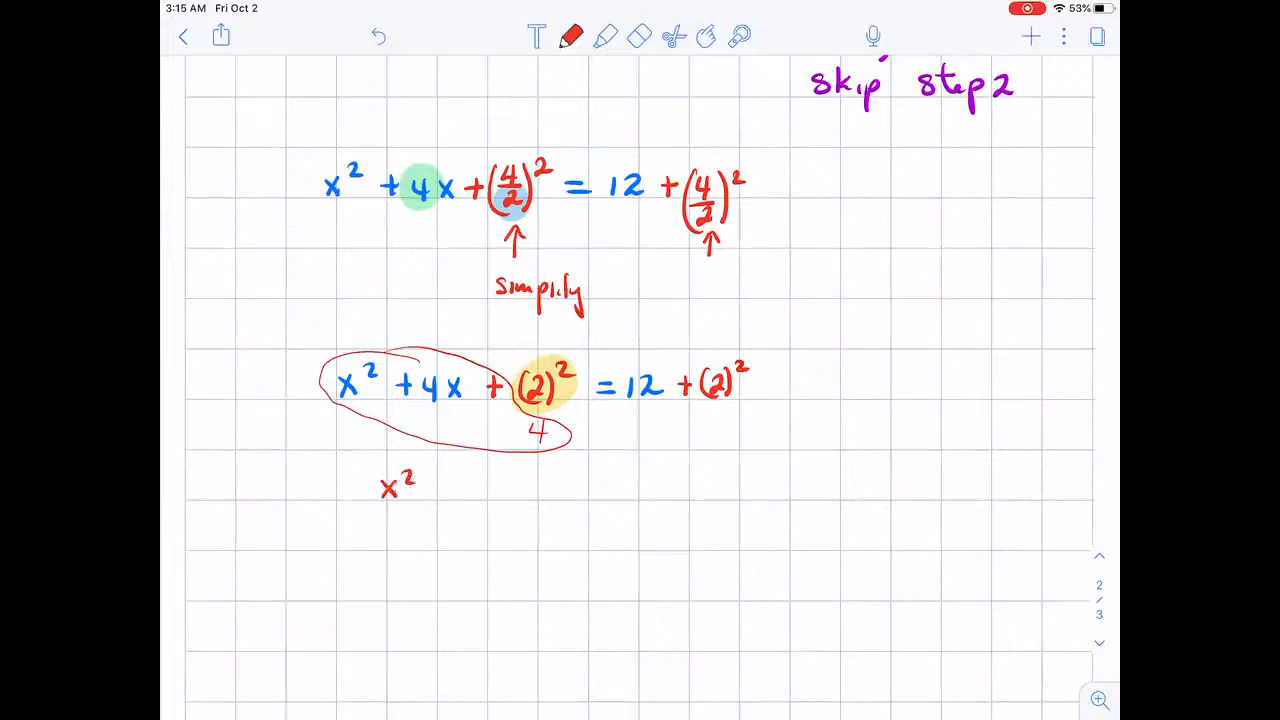 3:15 AM Fri Oct 2 53%
T
skip step 2
x² + 4x + (4/2)² = 12 + (4/2)²
↑ ↑
simplify
x² + 4x + (2)² = 12 + (2)²
4
x²
2
/
3